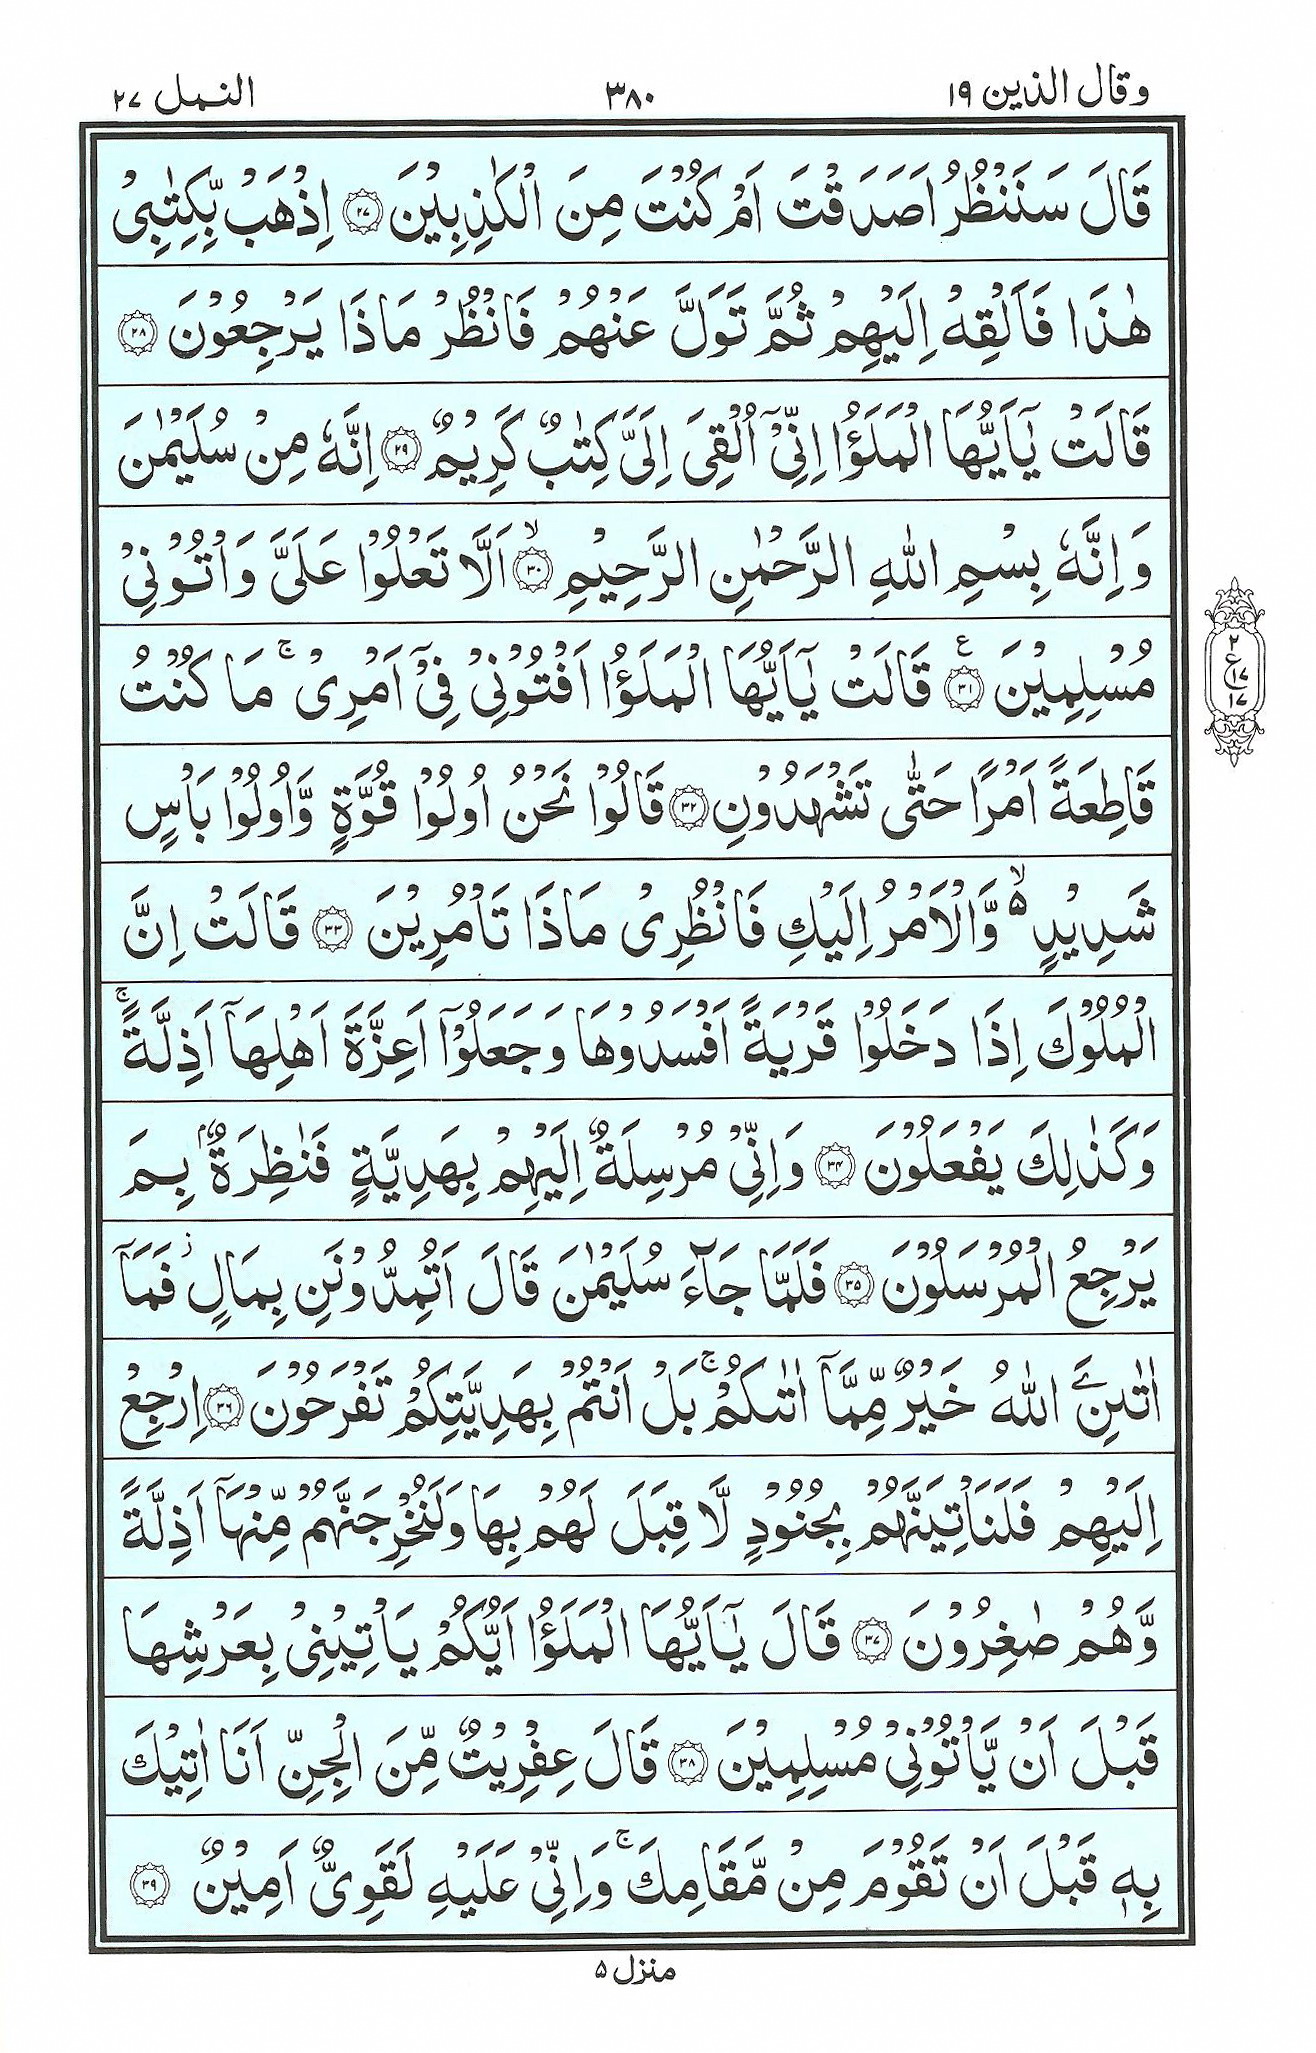 وقال الذين ١٩
٣٨٠
النمل ٢٧
قَالَ سَنَنْظُرُ اَصَدَقْتَ اَمْ كُنْتَ مِنَ الْكٰذِبِيْنَ ﴿٢٧﴾ اِذْهَبْ بِّكِتٰبِىْ
هٰذَا فَاَلْقِهْ اِلَيْهِمْ ثُمَّ تَوَلَّ عَنْهُمْ فَانْظُرْ مَاذَا يَرْجِعُوْنَ ﴿٢٨﴾
قَالَتْ يٰٓاَيُّهَا الْمَلَؤُا اِنِّىْٓ اُلْقِىَ اِلَىَّ كِتٰبٌ كَرِيْمٌ ﴿٢٩﴾ اِنَّهٗ مِنْ سُلَيْمٰنَ
وَاِنَّهٗ بِسْمِ اللّٰهِ الرَّحْمٰنِ الرَّحِيْمِ ۙ﴿٣٠﴾ اَلَّا تَعْلُوْا عَلَىَّ وَاْتُوْنِىْ
مُسْلِمِيْنَ ﴿٣١﴾ ع قَالَتْ يٰٓاَيُّهَا الْمَلَؤُا اَفْتُوْنِىْ فِىْٓ اَمْرِىْ ۚ مَا كُنْتُ
قَاطِعَةً اَمْرًا حَتّٰى تَشْهَدُوْنِ ﴿٣٢﴾ قَالُوْا نَحْنُ اُولُوْا قُوَّةٍ وَّاُولُوْا بَاْسٍ
شَدِيْدٍ ۙ۵ وَّالْاَمْرُ اِلَيْكِ فَانْظُرِىْ مَاذَا تَاْمُرِيْنَ ﴿٣٣﴾ قَالَتْ اِنَّ
الْمُلُوْكَ اِذَا دَخَلُوْا قَرْيَةً اَفْسَدُوْهَا وَجَعَلُوْٓا اَعِزَّةَ اَهْلِهَآ اَذِلَّةً ۚ
وَكَذٰلِكَ يَفْعَلُوْنَ ﴿٣٤﴾ وَاِنِّىْ مُرْسِلَةٌ اِلَيْهِمْ بِهَدِيَّةٍ فَنٰظِرَةٌۢ بِمَ
يَرْجِعُ الْمُرْسَلُوْنَ ﴿٣٥﴾ فَلَمَّا جَآءَ سُلَيْمٰنَ قَالَ اَتُمِدُّوْنَنِ بِمَالٍ ز فَمَآ
اٰتٰىنِۦَ اللّٰهُ خَيْرٌ مِّمَّآ اٰتٰىكُمْ ۚ بَلْ اَنْتُمْ بِهَدِيَّتِكُمْ تَفْرَحُوْنَ ﴿٣٦﴾ اِرْجِعْ
اِلَيْهِمْ فَلَنَاْتِيَنَّهُمْ بِجُنُوْدٍ لَّا قِبَلَ لَهُمْ بِهَا وَلَنُخْرِجَنَّهُمْ مِّنْهَآ اَذِلَّةً
وَّهُمْ صٰغِرُوْنَ ﴿٣٧﴾ قَالَ يٰٓاَيُّهَا الْمَلَؤُا اَيُّكُمْ يَاْتِيْنِىْ بِعَرْشِهَا
قَبْلَ اَنْ يَّاْتُوْنِىْ مُسْلِمِيْنَ ﴿٣٨﴾ قَالَ عِفْرِيْتٌ مِّنَ الْجِنِّ اَنَا اٰتِيْكَ
بِهٖ قَبْلَ اَنْ تَقُوْمَ مِنْ مَّقَامِكَ ۚ وَاِنِّىْ عَلَيْهِ لَقَوِىٌّ اَمِيْنٌ ﴿٣٩﴾
٢
ع ١٧
١٧
منزل ٥